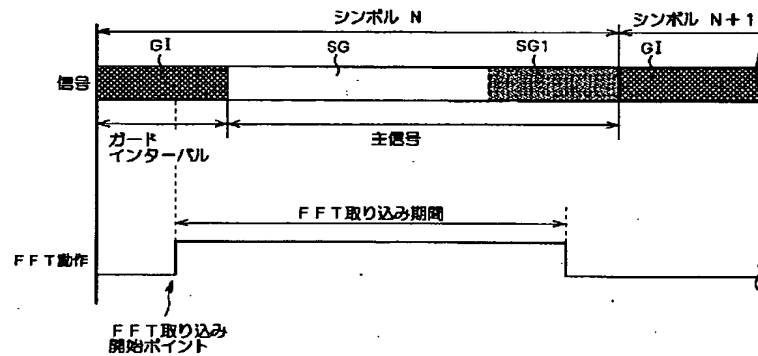 シンボル N
シンボル N+1
GI
SG
SG1
GI
信号
ガード
インターバル
主信号
FFT取り込み期間
FFT動作
FFT取り込み
開始ポイント